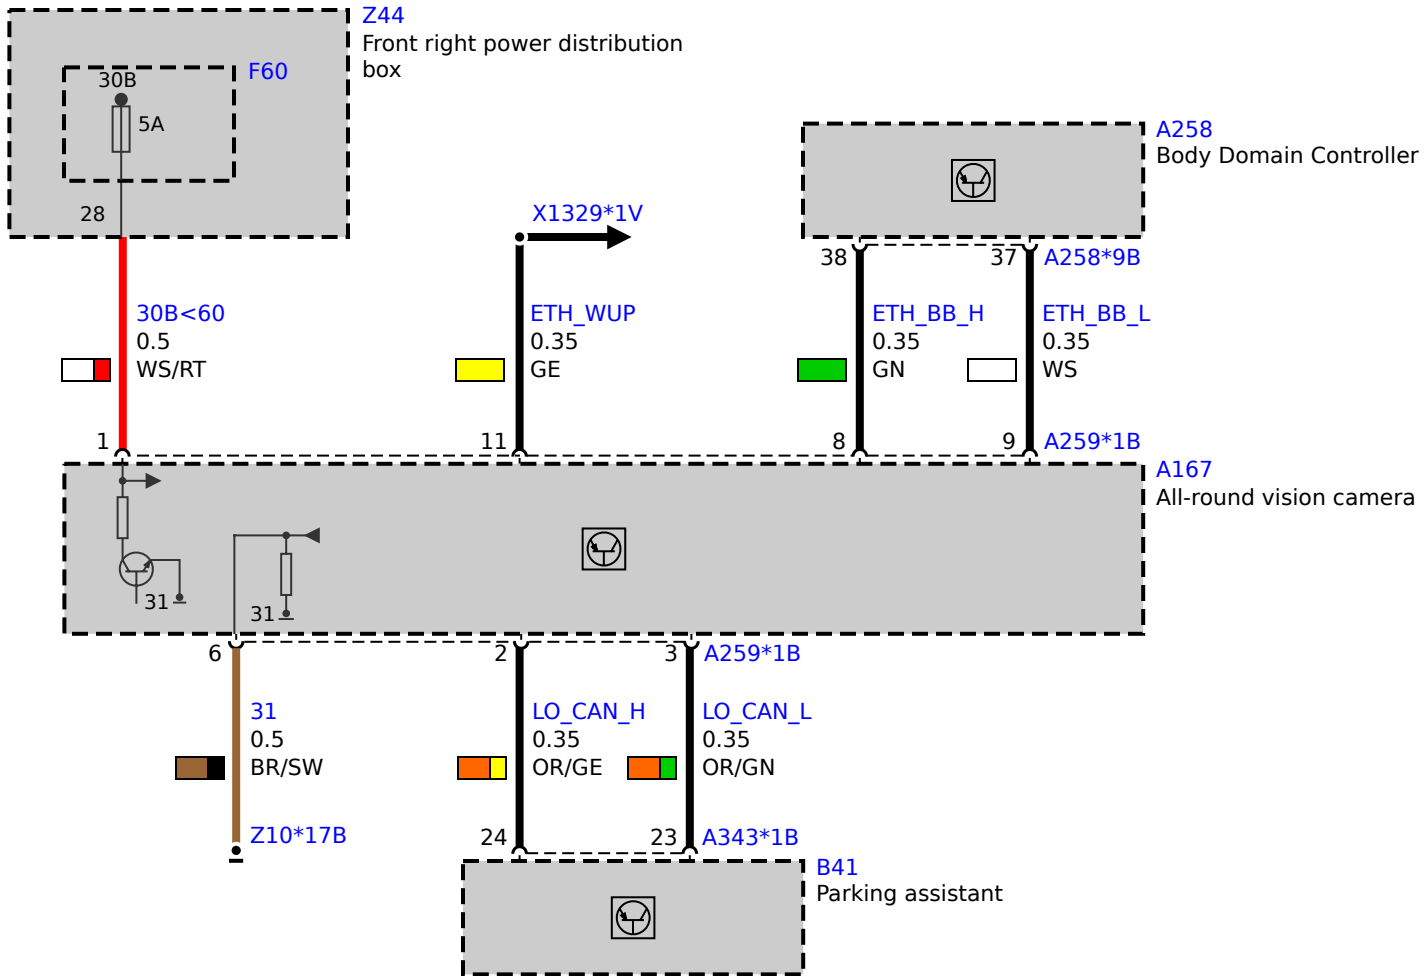 Z44
Front right power distribution
box
F60
30B
5A
28
A258
Body Domain Controller
X1329*1V
38
37
A258*9B
30B<60
0.5
WS/RT
ETH_WUP
0.35
GE
ETH_BB_H
0.35
GN
ETH_BB_L
0.35
WS
1
11
8
9
A259*1B
A167
All-round vision camera
31
31
6
2
3
A259*1B
31
0.5
BR/SW
LO_CAN_H
0.35
OR/GE
LO_CAN_L
0.35
OR/GN
Z10*17B
24
23
A343*1B
B41
Parking assistant